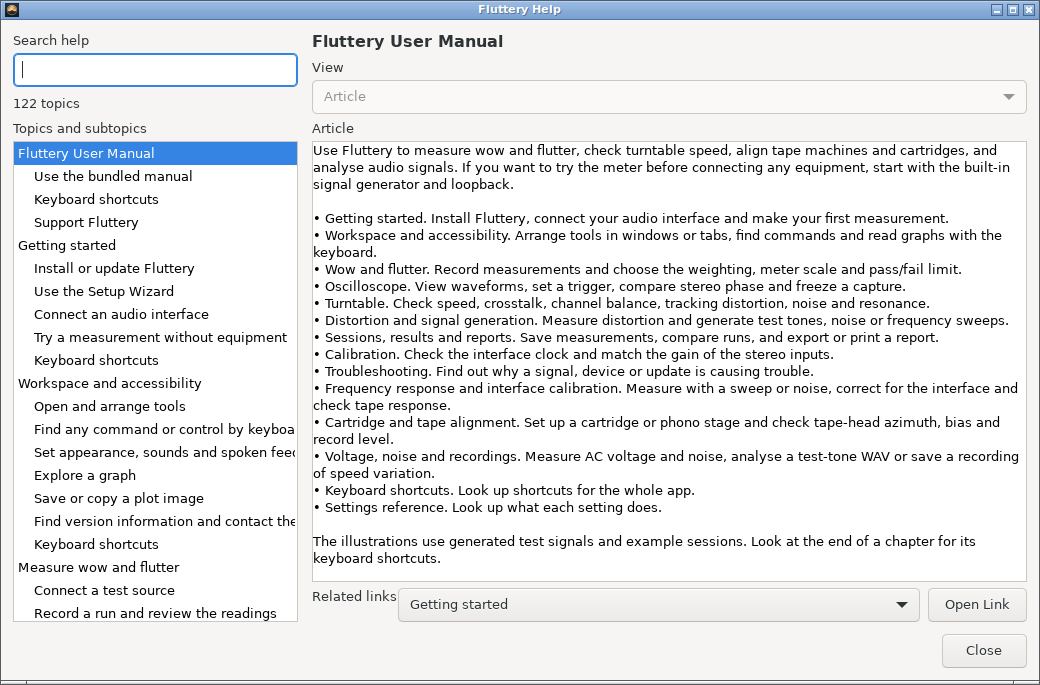 Fluttery Help
Search help
122 topics
Topics and subtopics
Fluttery User Manual
Use the bundled manual
Keyboard shortcuts
Support Fluttery
Getting started
Install or update Fluttery
Use the Setup Wizard
Connect an audio interface
Try a measurement without equipment
Keyboard shortcuts
Workspace and accessibility
Open and arrange tools
Find any command or control by keyboa
Set appearance, sounds and spoken feed
Explore a graph
Save or copy a plot image
Find version information and contact the
Keyboard shortcuts
Measure wow and flutter
Connect a test source
Record a run and review the readings
Fluttery User Manual
View
Article
Article
Use Fluttery to measure wow and flutter, check turntable speed, align tape machines and cartridges, and
analyse audio signals. If you want to try the meter before connecting any equipment, start with the built-in
signal generator and loopback.
• Getting started. Install Fluttery, connect your audio interface and make your first measurement.
• Workspace and accessibility. Arrange tools in windows or tabs, find commands and read graphs with the
keyboard.
• Wow and flutter. Record measurements and choose the weighting, meter scale and pass/fail limit.
• Oscilloscope. View waveforms, set a trigger, compare stereo phase and freeze a capture.
• Turntable. Check speed, crosstalk, channel balance, tracking distortion, noise and resonance.
• Distortion and signal generation. Measure distortion and generate test tones, noise or frequency sweeps.
• Sessions, results and reports. Save measurements, compare runs, and export or print a report.
• Calibration. Check the interface clock and match the gain of the stereo inputs.
• Troubleshooting. Find out why a signal, device or update is causing trouble.
• Frequency response and interface calibration. Measure with a sweep or noise, correct for the interface and
check tape response.
• Cartridge and tape alignment. Set up a cartridge or phono stage and check tape-head azimuth, bias and
record level.
• Voltage, noise and recordings. Measure AC voltage and noise, analyse a test-tone WAV or save a recording
of speed variation.
• Keyboard shortcuts. Look up shortcuts for the whole app.
• Settings reference. Look up what each setting does.
The illustrations use generated test signals and example sessions. Look at the end of a chapter for its
keyboard shortcuts.
Related links
Getting started
Open Link
Close